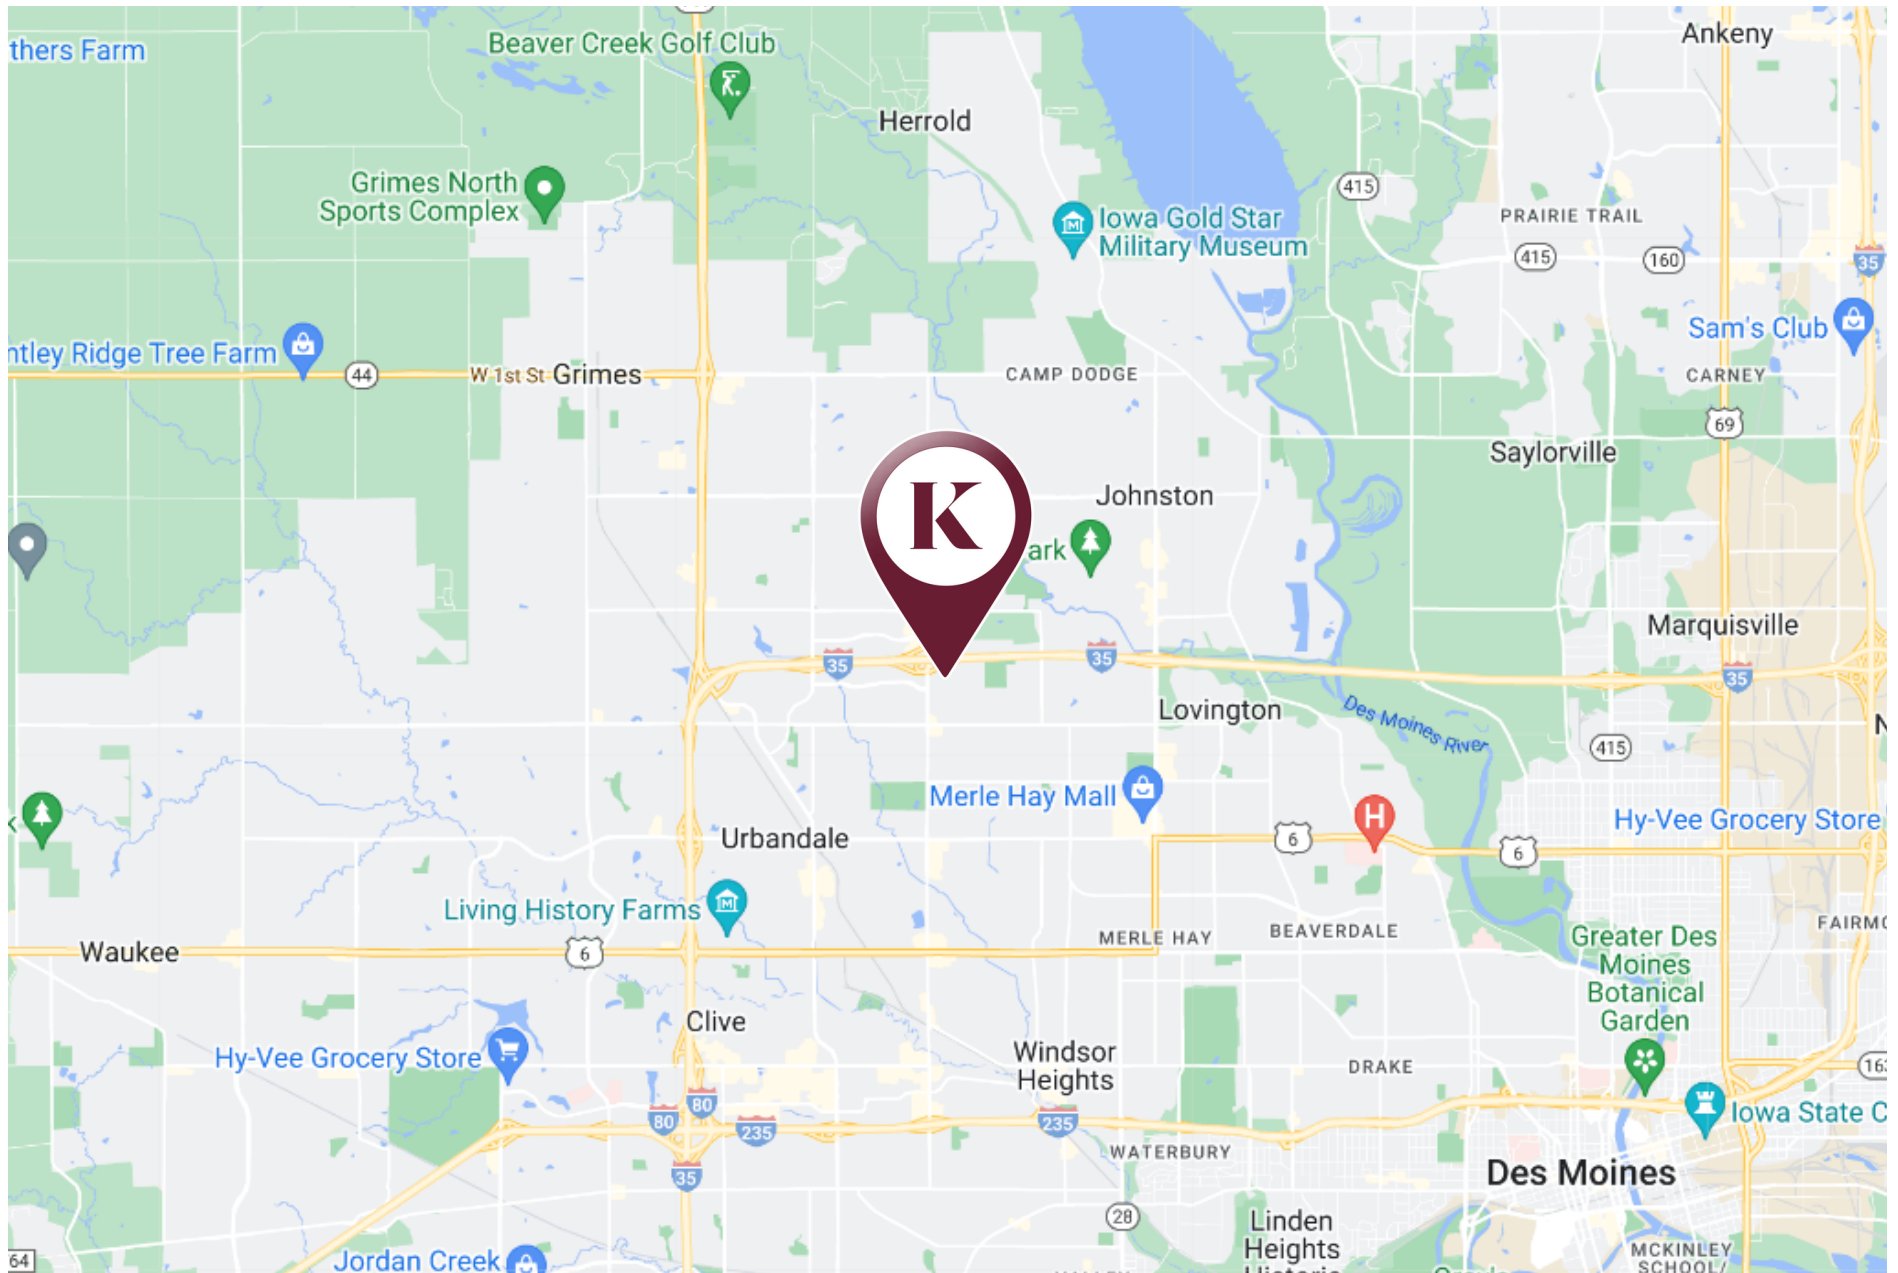 Ankeny
thers Farm
Beaver Creek Golf Club
Herrold
Grimes North
Sports Complex
415
PRAIRIE TRAIL
Iowa Gold Star
Military Museum
415
160
35
Sam's Club
ntley Ridge Tree Farm
44
W 1st St
Grimes
CAMP DODGE
CARNEY
69
Saylorville
K
Johnston
ark
Marquisville
35
35
35
Lovington
Des Moines River
N
415
Merle Hay Mall
H
Hy-Vee Grocery Store
Urbandale
6
6
k
Living History Farms
Waukee
6
MERLE HAY
BEAVERDALE
FAIRMO
Greater Des
Moines
Botanical
Garden
Clive
Hy-Vee Grocery Store
Windsor
Heights
DRAKE
163
80
80
235
235
Iowa State C
WATERBURY
35
Des Moines
28
Linden
Heights
Historic
MCKINLEY
SCHOOL/
64
Jordan Creek